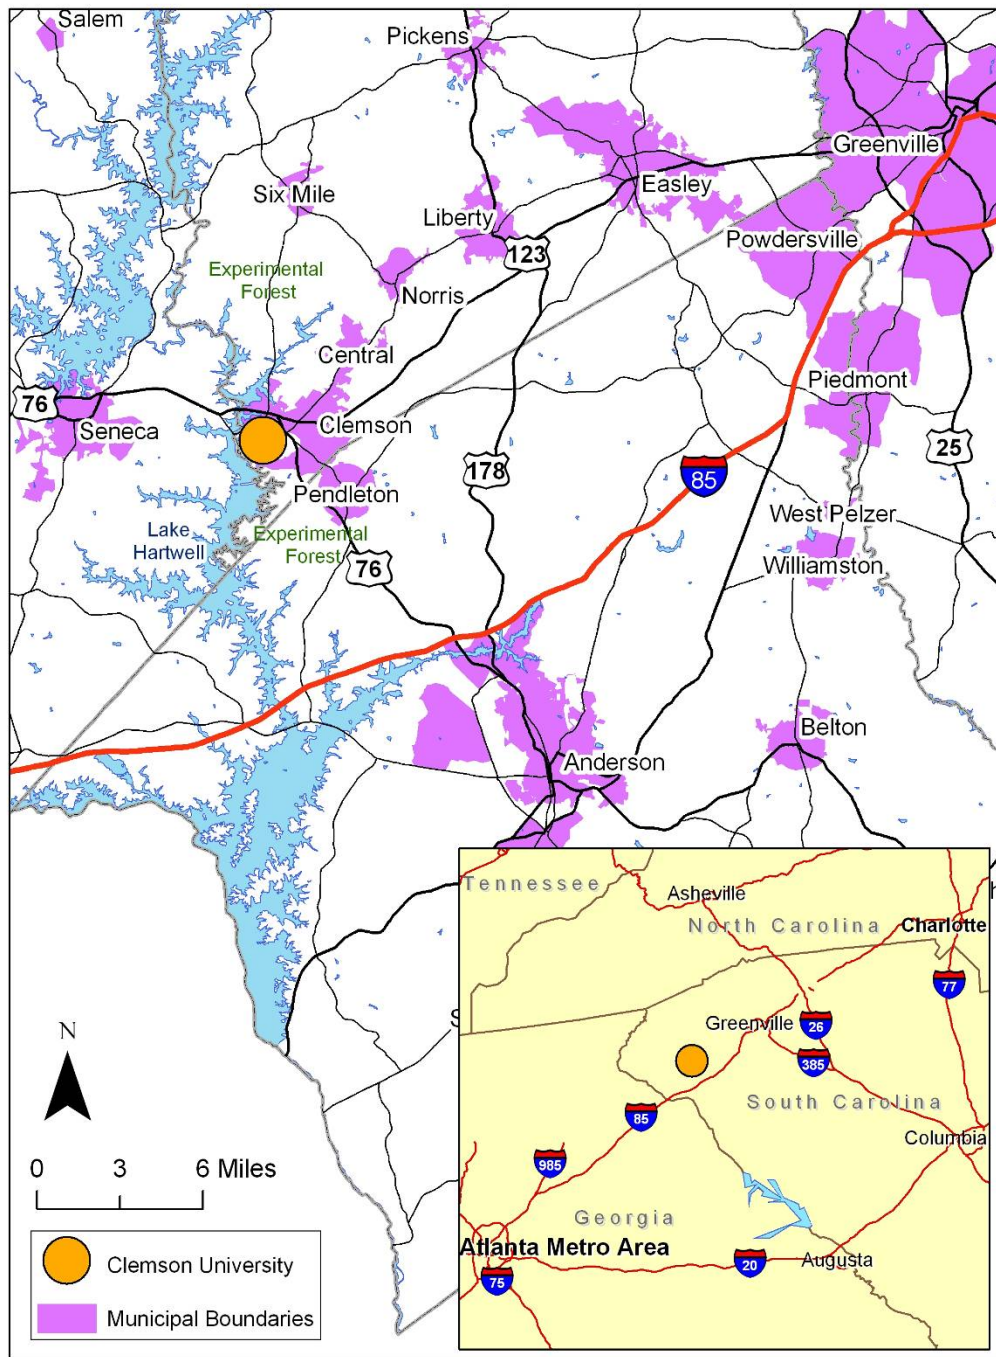 Salem
Pickens
Greenville
Six Mile
Easley
Liberty
Powdersville
123
Experimental
Forest
Norris
Central
Piedmont
76
Clemson
Seneca
25
178
85
Pendleton
West Pelzer
Lake
Hartwell
Experimental
Forest
76
Williamston
Belton
Anderson
N
0 3 6 Miles
Clemson University
Municipal Boundaries
Tennessee
Asheville
North Carolina
Charlotte
77
Greenville
26
385
South Carolina
85
Columbia
985
Georgia
Atlanta Metro Area
20
Augusta
75